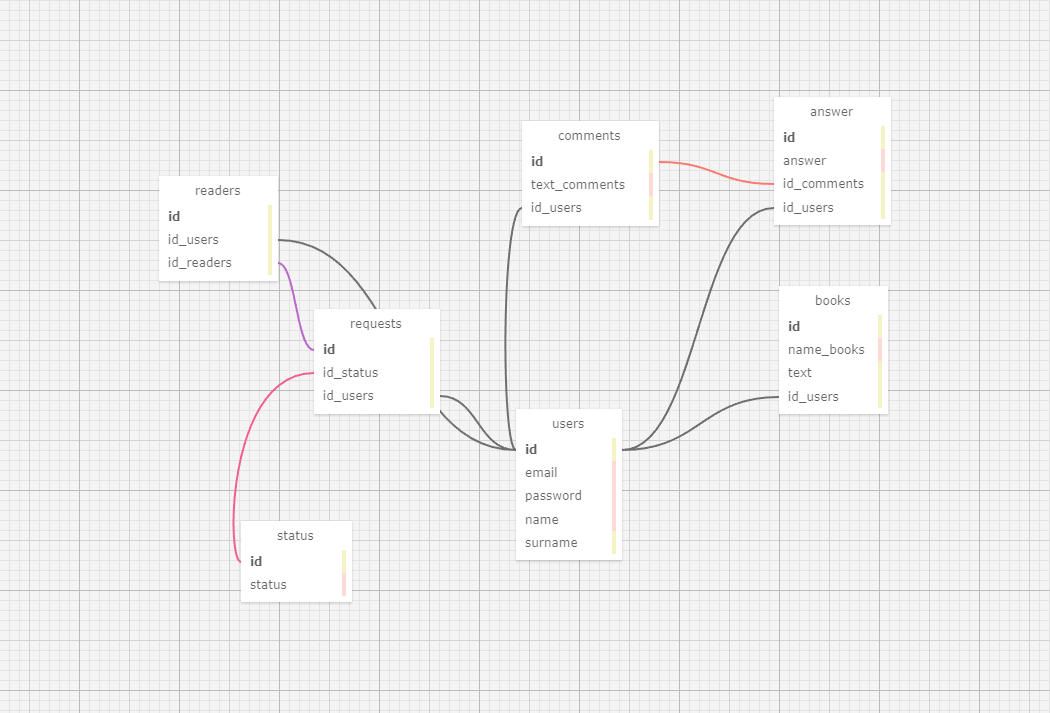 readers
id
id_users
id_readers
requests
id
id_status
id_users
status
id
status
comments
id
text_comments
id_users
users
id
email
password
name
surname
answer
id
answer
id_comments
id_users
books
id
name_books
text
id_users